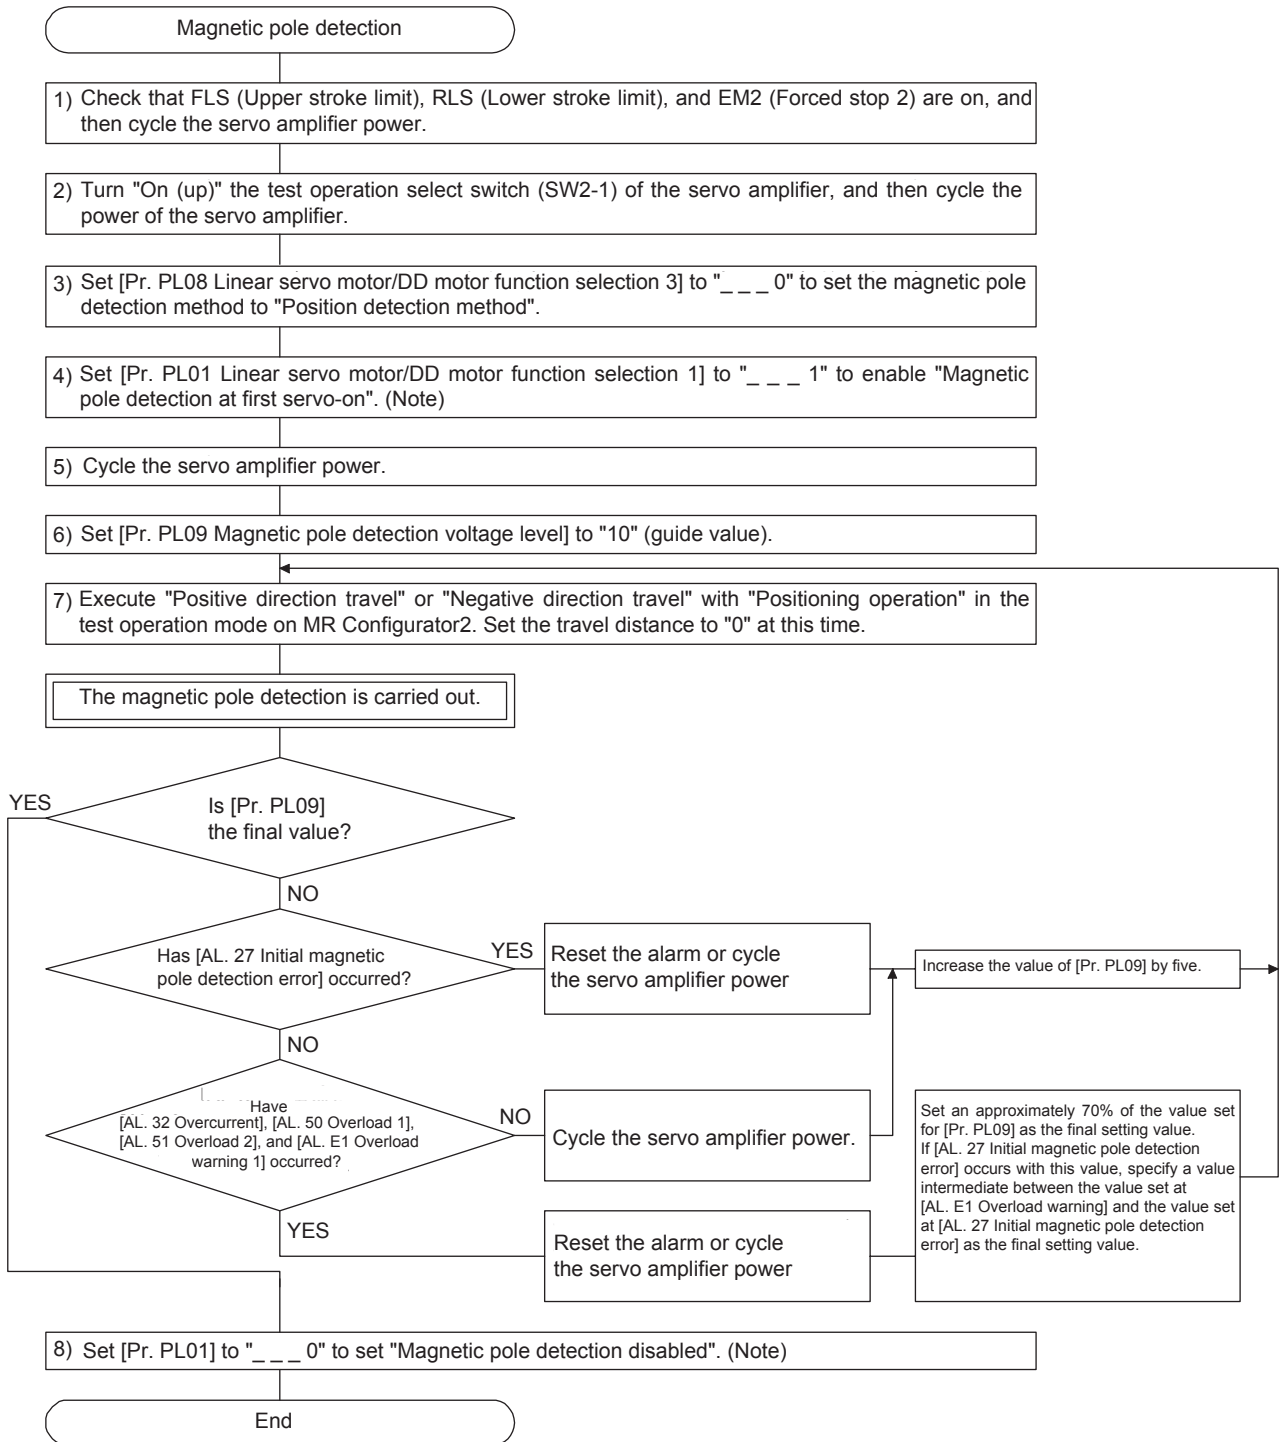 Magnetic pole detection
1) Check that FLS (Upper stroke limit), RLS (Lower stroke limit), and EM2 (Forced stop 2) are on, and
then cycle the servo amplifier power.
2) Turn "On (up)" the test operation select switch (SW2-1) of the servo amplifier, and then cycle the
power of the servo amplifier.
3) Set [Pr. PL08 Linear servo motor/DD motor function selection 3] to "_ _ _ 0" to set the magnetic pole
detection method to "Position detection method".
4) Set [Pr. PL01 Linear servo motor/DD motor function selection 1] to "_ _ _ 1" to enable "Magnetic
pole detection at first servo-on". (Note)
5) Cycle the servo amplifier power.
6) Set [Pr. PL09 Magnetic pole detection voltage level] to "10" (guide value).
7) Execute "Positive direction travel" or "Negative direction travel" with "Positioning operation" in the
test operation mode on MR Configurator2. Set the travel distance to "0" at this time.
The magnetic pole detection is carried out.
YES
Is [Pr. PL09]
the final value?
NO
Has [AL. 27 Initial magnetic
pole detection error] occurred?
YES
Reset the alarm or cycle
the servo amplifier power
Increase the value of [Pr. PL09] by five.
NO
Have
[AL. 32 Overcurrent], [AL. 50 Overload 1],
[AL. 51 Overload 2], and [AL. E1 Overload
warning 1] occurred?
NO
Cycle the servo amplifier power.
Set an approximately 70% of the value set
for [Pr. PL09] as the final setting value.
If [AL. 27 Initial magnetic pole detection
error] occurs with this value, specify a value
intermediate between the value set at
[AL. E1 Overload warning] and the value set
at [AL. 27 Initial magnetic pole detection
error] as the final setting value.
YES
Reset the alarm or cycle
the servo amplifier power
8) Set [Pr. PL01] to "_ _ _ 0" to set "Magnetic pole detection disabled". (Note)
End